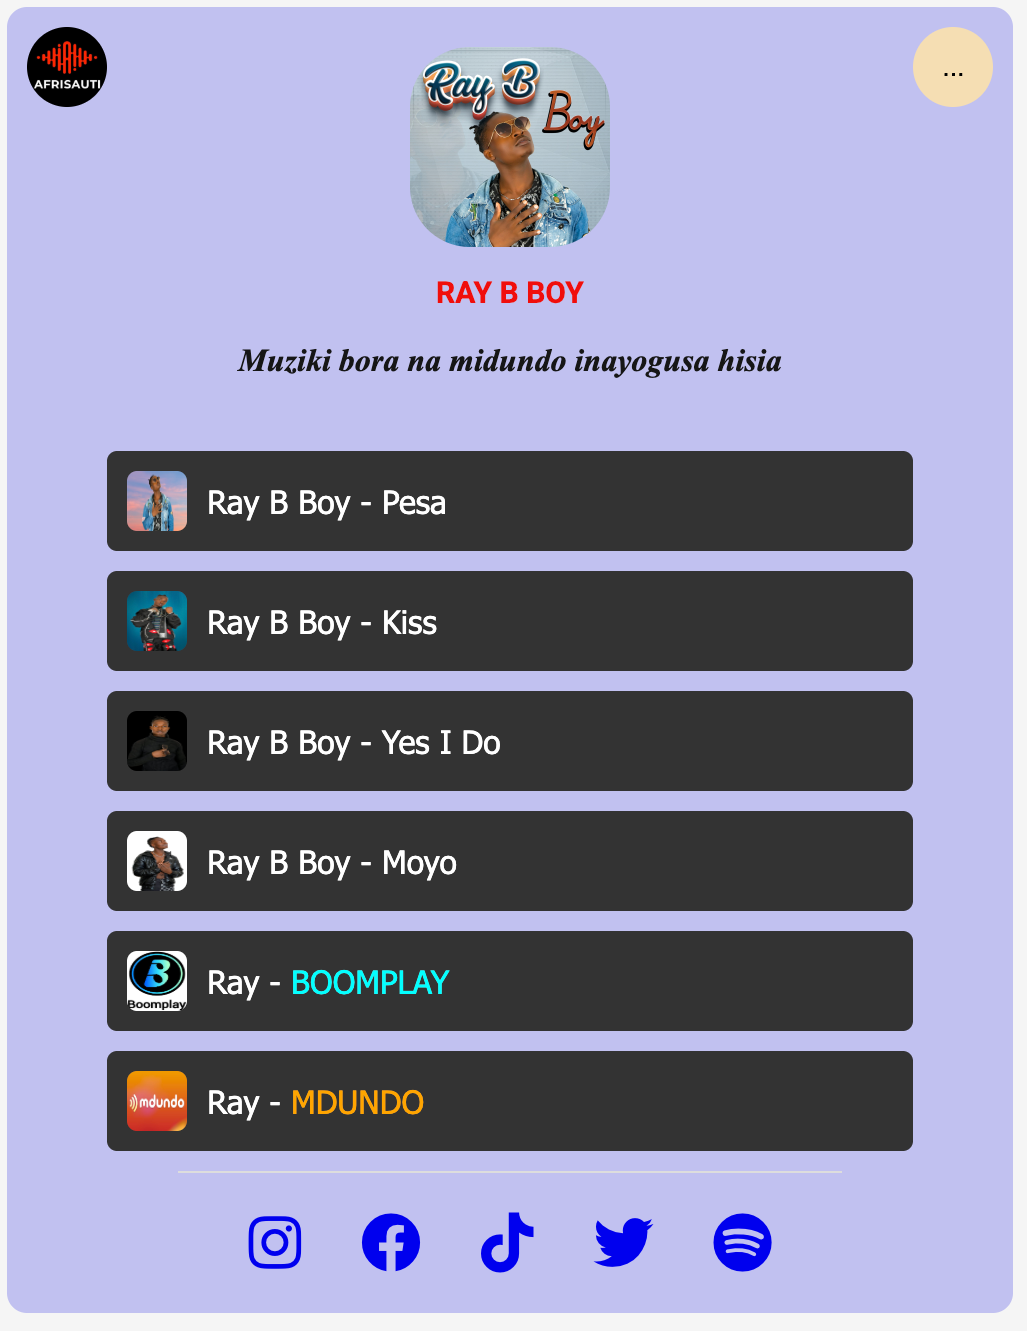 AFRISAUTI
...
Ray B
Boy
RAY B BOY
Muziki bora na midundo inayogusa hisia
Ray B Boy - Pesa
Ray B Boy - Kiss
Ray B Boy - Yes I Do
Ray B Boy - Moyo
Boomplay
Ray - BOOMPLAY
mdundo
Ray - MDUNDO